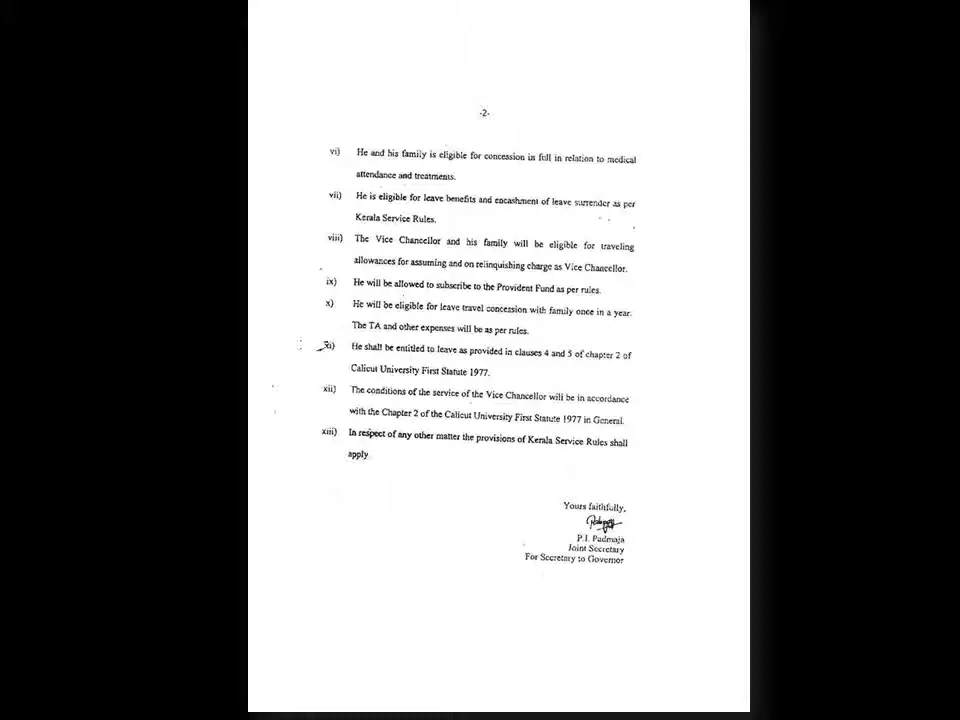 -2-
vi) He and his family is eligible for concession in full in relation to medical
attendance and treatments.
vii) He is eligible for leave benefits and encashment of leave surrender as per
Kerala Service Rules.
viii) The Vice Chancellor and his family will be eligible for traveling
allowances for assuming and on relinquishing charge as Vice Chancellor.
ix) He will be allowed to subscribe to the Provident Fund as per rules.
x) He will be eligible for leave travel concession with family once in a year.
The TA and other expenses will be as per rules.
xi) He shall be entitled to leave as provided in clauses 4 and 5 of chapter 2 of
Calicut University First Statute 1977.
xii) The conditions of the service of the Vice Chancellor will be in accordance
with the Chapter 2 of the Calicut University First Statute 1977 in General.
xiii) In respect of any other matter the provisions of Kerala Service Rules shall
apply.
Yours faithfully,
P.I. Padmaja
Joint Secretary
For Secretary to Governor